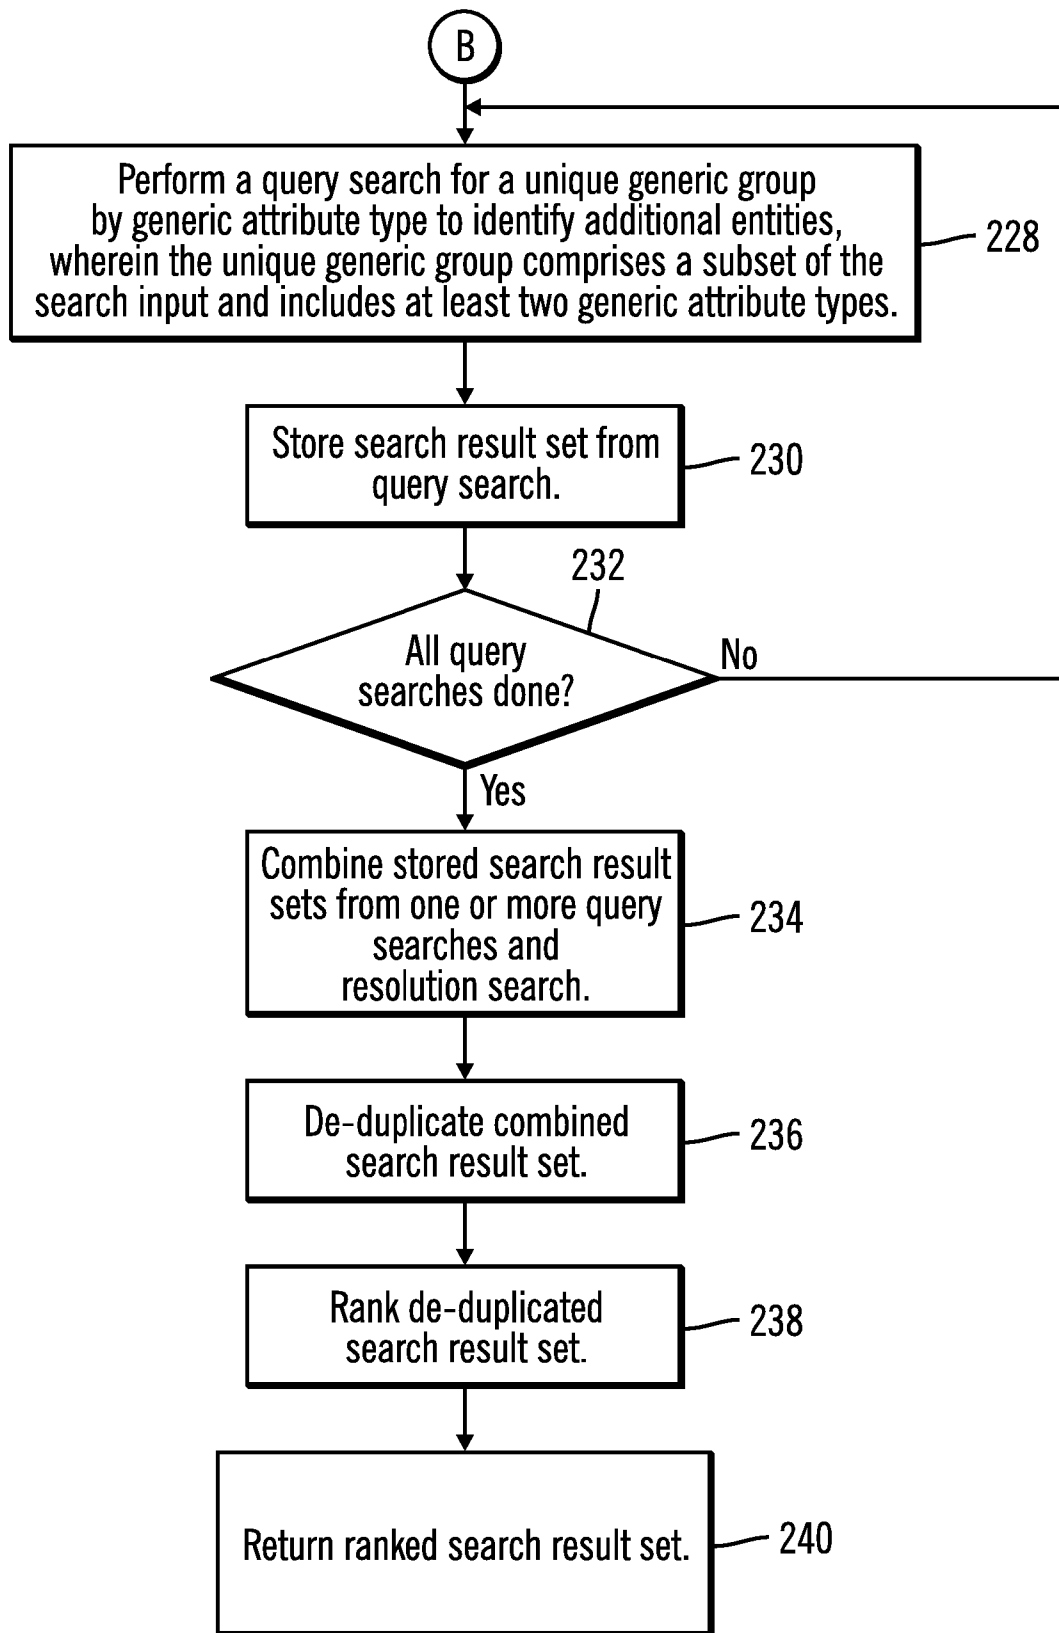 B
Perform a query search for a unique generic group
by generic attribute type to identify additional entities,
wherein the unique generic group comprises a subset of the
search input and includes at least two generic attribute types.
228
Store search result set from
query search.
230
232
All query
searches done?
No
Yes
Combine stored search result
sets from one or more query
searches and
resolution search.
234
De-duplicate combined
search result set.
236
Rank de-duplicated
search result set.
238
Return ranked search result set.
240